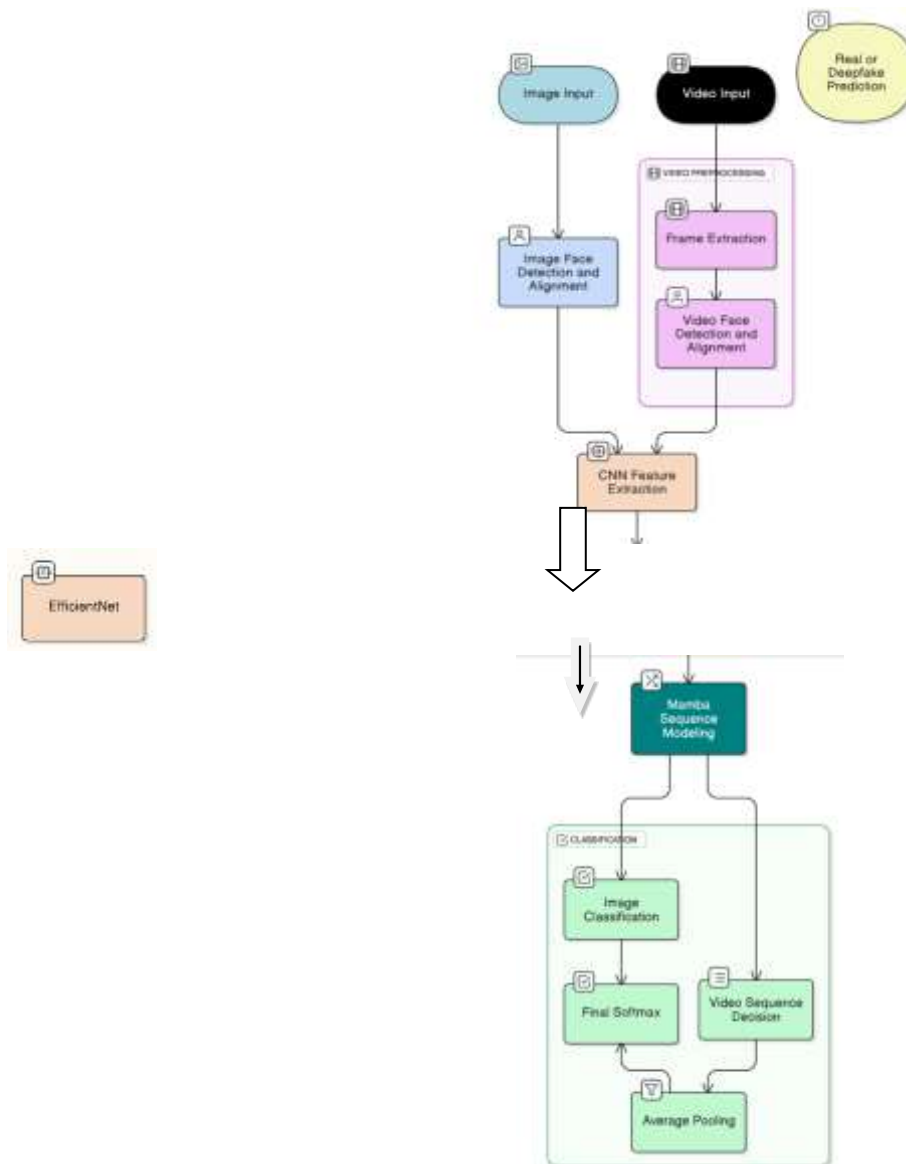 Real or
Deepfake
Prediction
Image Input
Video Input
VIDEO PREPROCESSING
Frame Extraction
Image Face
Detection and
Alignment
Video Face
Detection and
Alignment
CNN Feature
Extraction
EfficientNet
Mamba
Sequence
Modeling
CLASSIFICATION
Image
Classification
Final Softmax
Video Sequence
Decision
Average Pooling